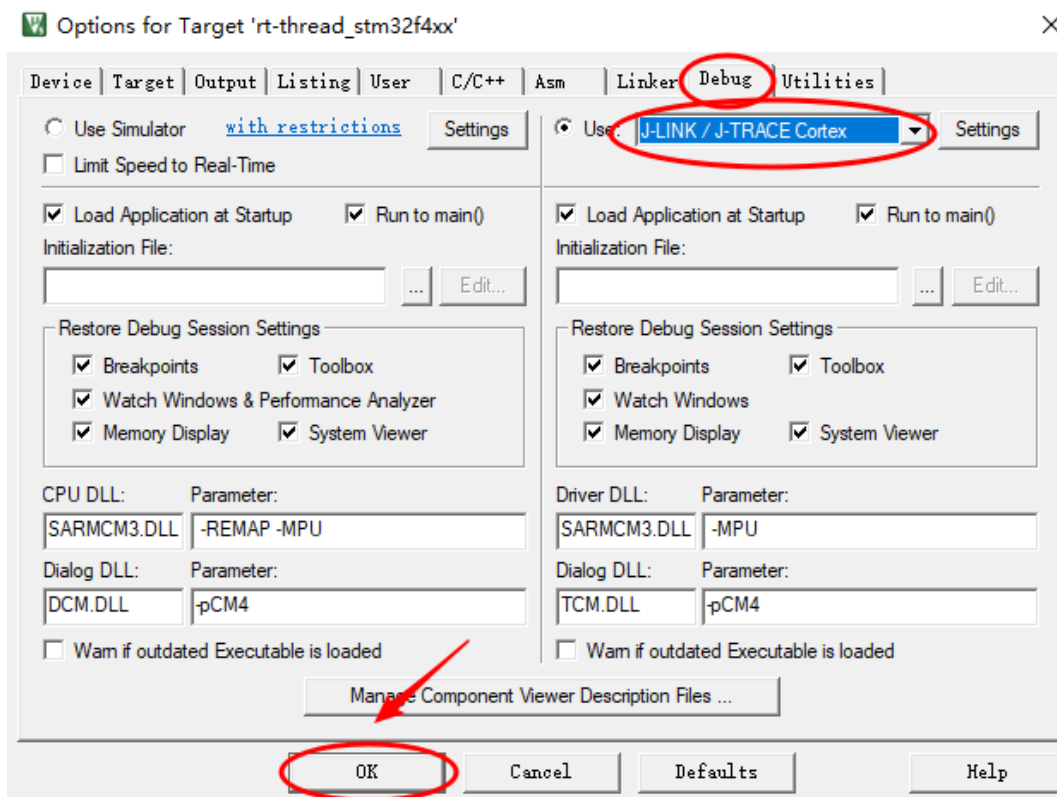 Options for Target 'rt-thread_stm32f4xx'
Device Target Output Listing User C/C++ Asm Linker Debug Utilities
Use Simulator with restrictions Settings
Limit Speed to Real-Time
Use: J-LINK / J-TRACE Cortex Settings
Load Application at Startup Run to main()
Initialization File:
... Edit...
Restore Debug Session Settings
Breakpoints Toolbox
Watch Windows & Performance Analyzer
Memory Display System Viewer
CPU DLL: Parameter:
SARMCM3.DLL -REMAP -MPU
Dialog DLL: Parameter:
DCM.DLL -pCM4
Warn if outdated Executable is loaded
Load Application at Startup Run to main()
Initialization File:
... Edit...
Restore Debug Session Settings
Breakpoints Toolbox
Watch Windows
Memory Display System Viewer
Driver DLL: Parameter:
SARMCM3.DLL -MPU
Dialog DLL: Parameter:
TCM.DLL -pCM4
Warn if outdated Executable is loaded
Manage Component Viewer Description Files ...
OK Cancel Defaults Help